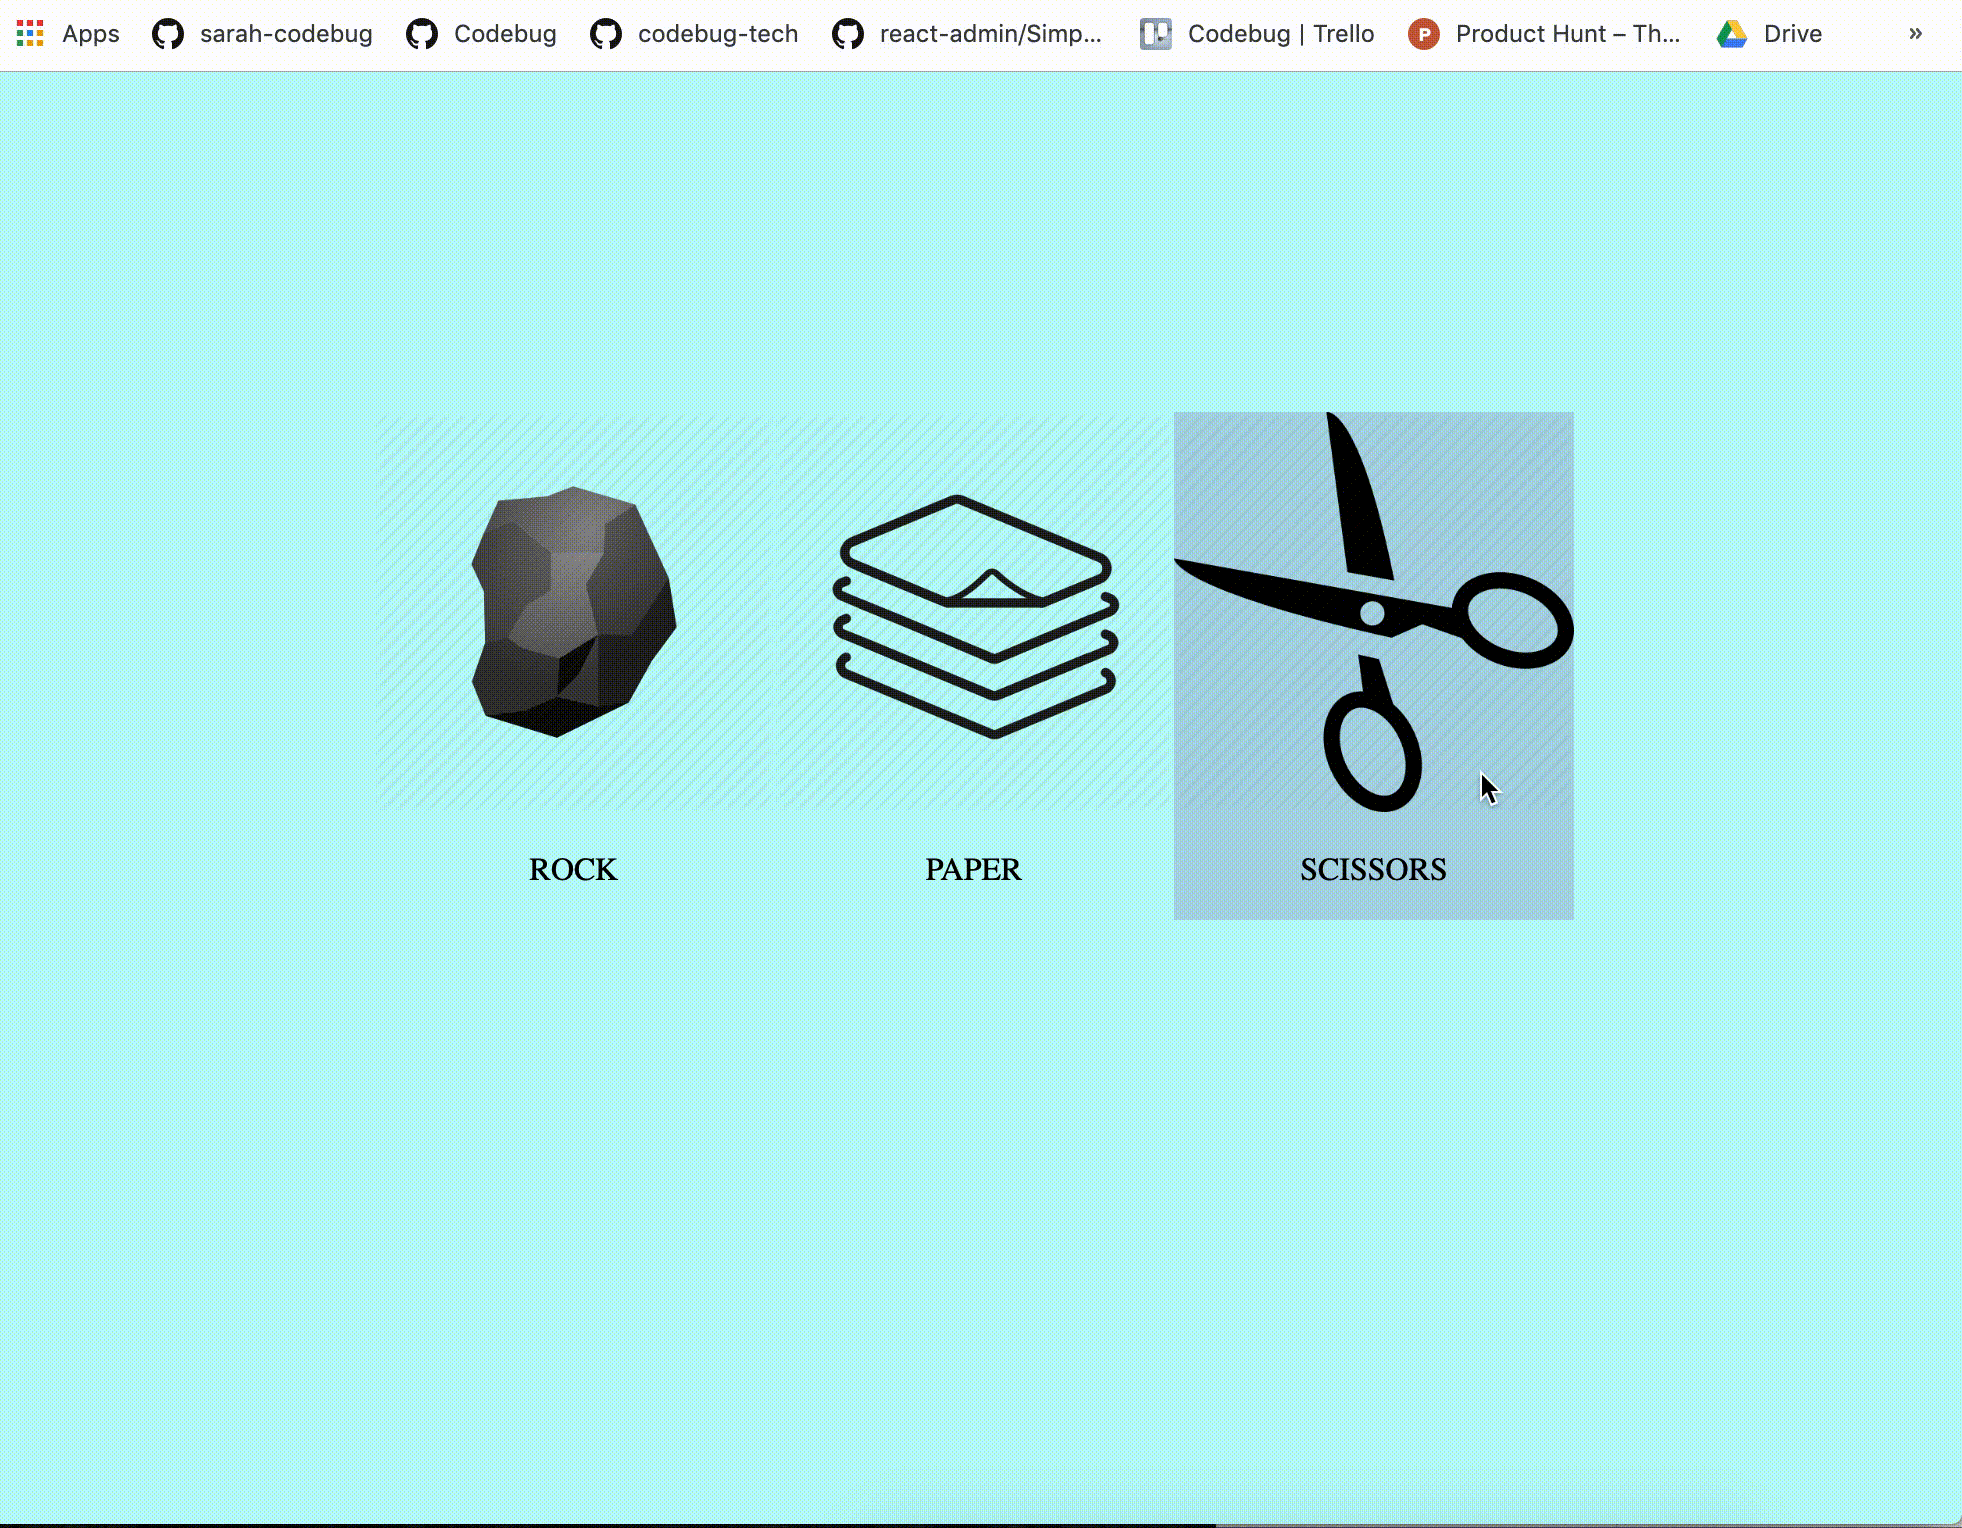 Apps sarah-codebug Codebug codebug-tech react-admin/Simp... Codebug | Trello P Product Hunt – Th... Drive »
ROCK PAPER SCISSORS